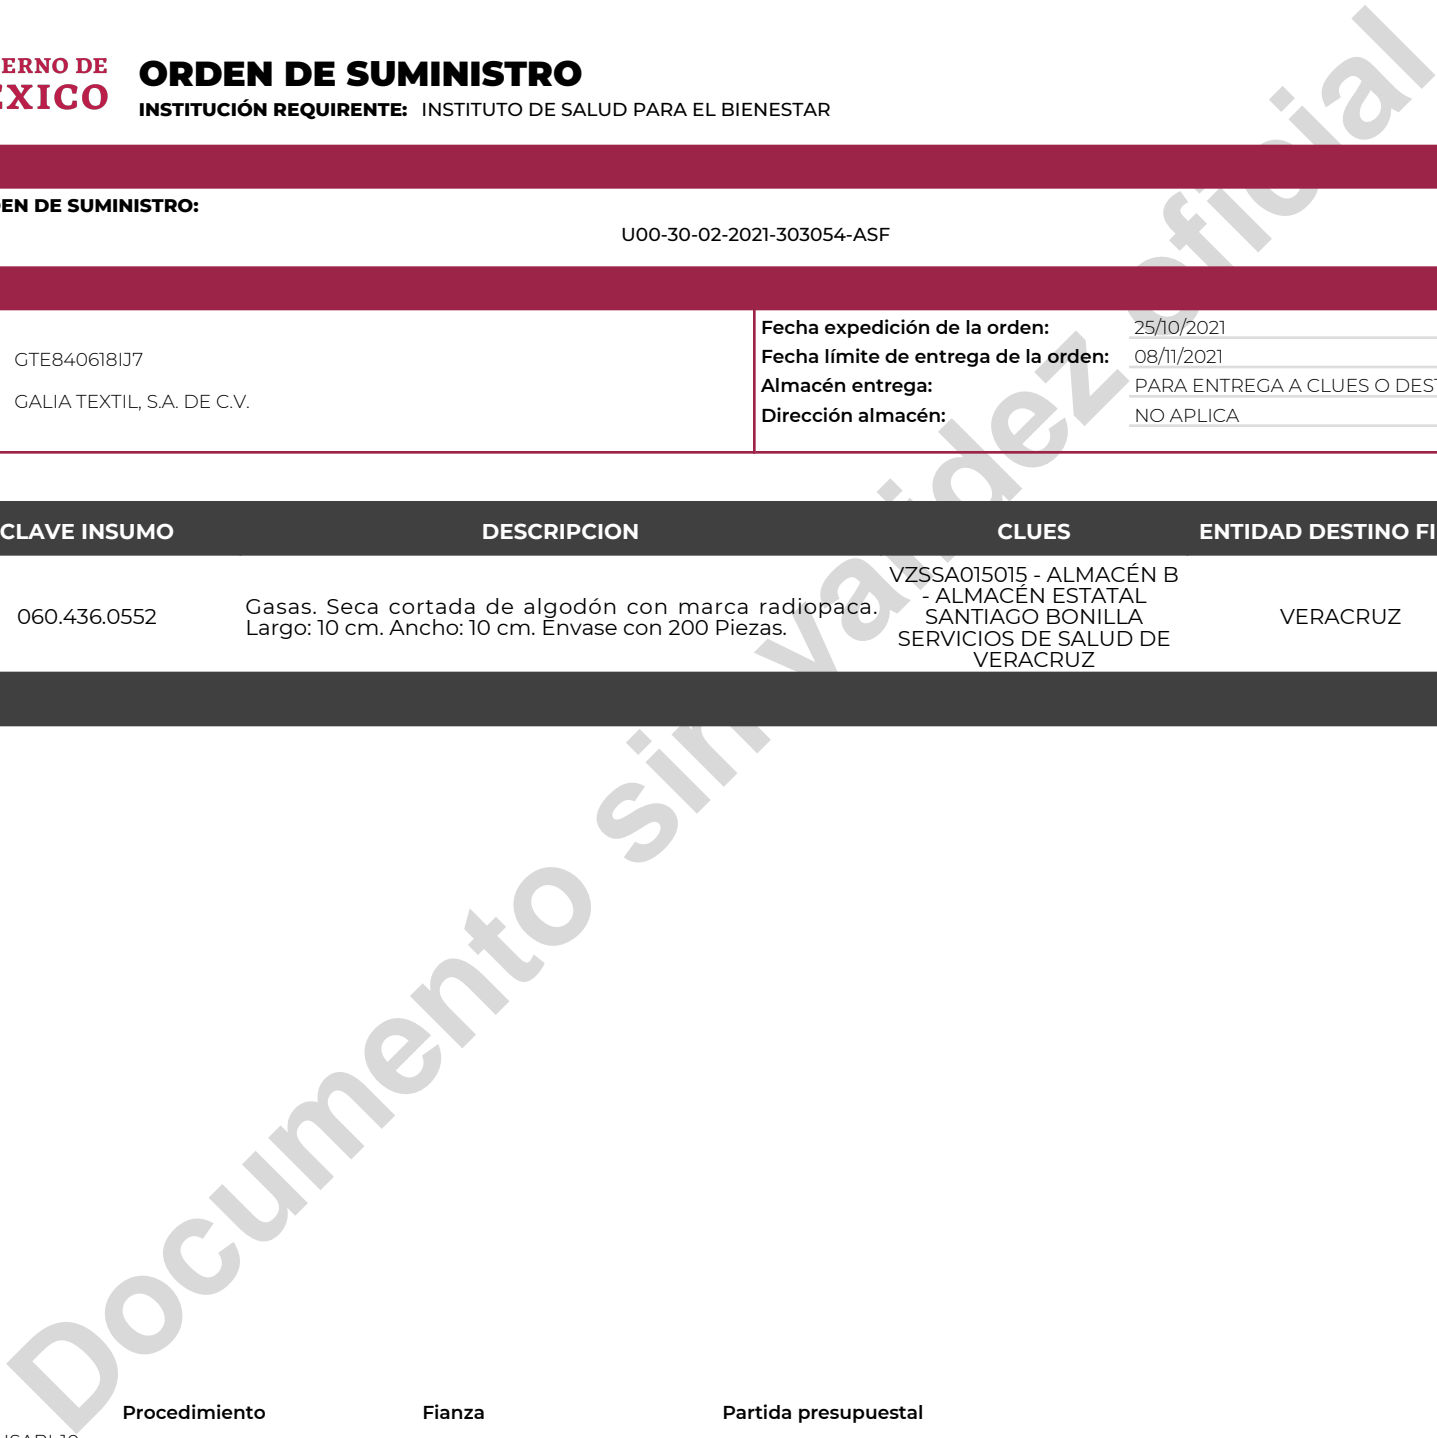 ERNO DE
ÉXICO
ORDEN DE SUMINISTRO
INSTITUCIÓN REQUIRENTE: INSTITUTO DE SALUD PARA EL BIENESTAR
EN DE SUMINISTRO:
U00-30-02-2021-303054-ASF
GTE840618IJ7
GALIA TEXTIL, S.A. DE C.V.
Fecha expedición de la orden: 25/10/2021
Fecha límite de entrega de la orden: 08/11/2021
Almacén entrega: PARA ENTREGA A CLUES O DEST
Dirección almacén: NO APLICA
CLAVE INSUMO DESCRIPCION CLUES ENTIDAD DESTINO FI
060.436.0552
Gasas. Seca cortada de algodón con marca radiopaca.
Largo: 10 cm. Ancho: 10 cm. Envase con 200 Piezas.
VZSSA015015 - ALMACÉN B
- ALMACÉN ESTATAL
SANTIAGO BONILLA
SERVICIOS DE SALUD DE
VERACRUZ
VERACRUZ
Documento sin validez oficial
Procedimiento Fianza Partida presupuestal